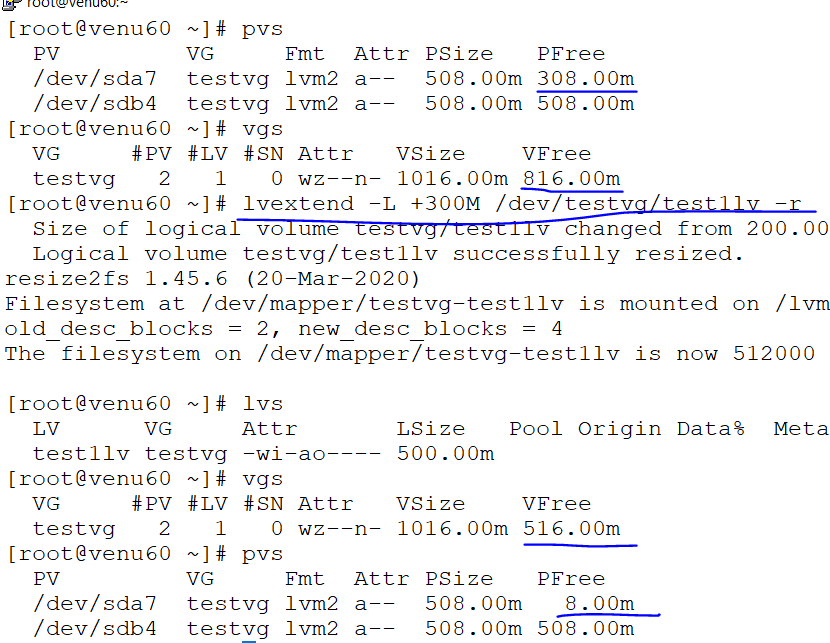 root@venu60:~
[root@venu60 ~]# pvs
  PV         VG     Fmt  Attr PSize   PFree
  /dev/sda7  testvg lvm2 a--  508.00m 308.00m
  /dev/sdb4  testvg lvm2 a--  508.00m 508.00m
[root@venu60 ~]# vgs
  VG     #PV #LV #SN Attr   VSize    VFree
  testvg   2   1   0 wz--n- 1016.00m 816.00m
[root@venu60 ~]# lvextend -L +300M /dev/testvg/test1lv -r
  Size of logical volume testvg/test1lv changed from 200.00
  Logical volume testvg/test1lv successfully resized.
resize2fs 1.45.6 (20-Mar-2020)
Filesystem at /dev/mapper/testvg-test1lv is mounted on /lvm
old_desc_blocks = 2, new_desc_blocks = 4
The filesystem on /dev/mapper/testvg-test1lv is now 512000
[root@venu60 ~]# lvs
  LV      VG     Attr       LSize   Pool Origin Data%  Meta
  test1lv testvg -wi-ao---- 500.00m
[root@venu60 ~]# vgs
  VG     #PV #LV #SN Attr   VSize    VFree
  testvg   2   1   0 wz--n- 1016.00m 516.00m
[root@venu60 ~]# pvs
  PV         VG     Fmt  Attr PSize   PFree
  /dev/sda7  testvg lvm2 a--  508.00m   8.00m
  /dev/sdb4  testvg lvm2 a--  508.00m 508.00m